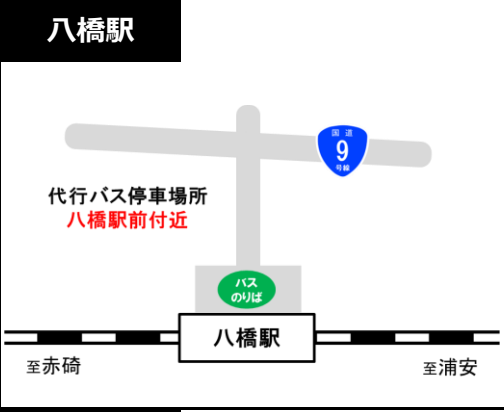 八橋駅
国道
9
号線
代行バス停車場所
八橋駅前付近
バス
のりば
八橋駅
至赤碕
至浦安